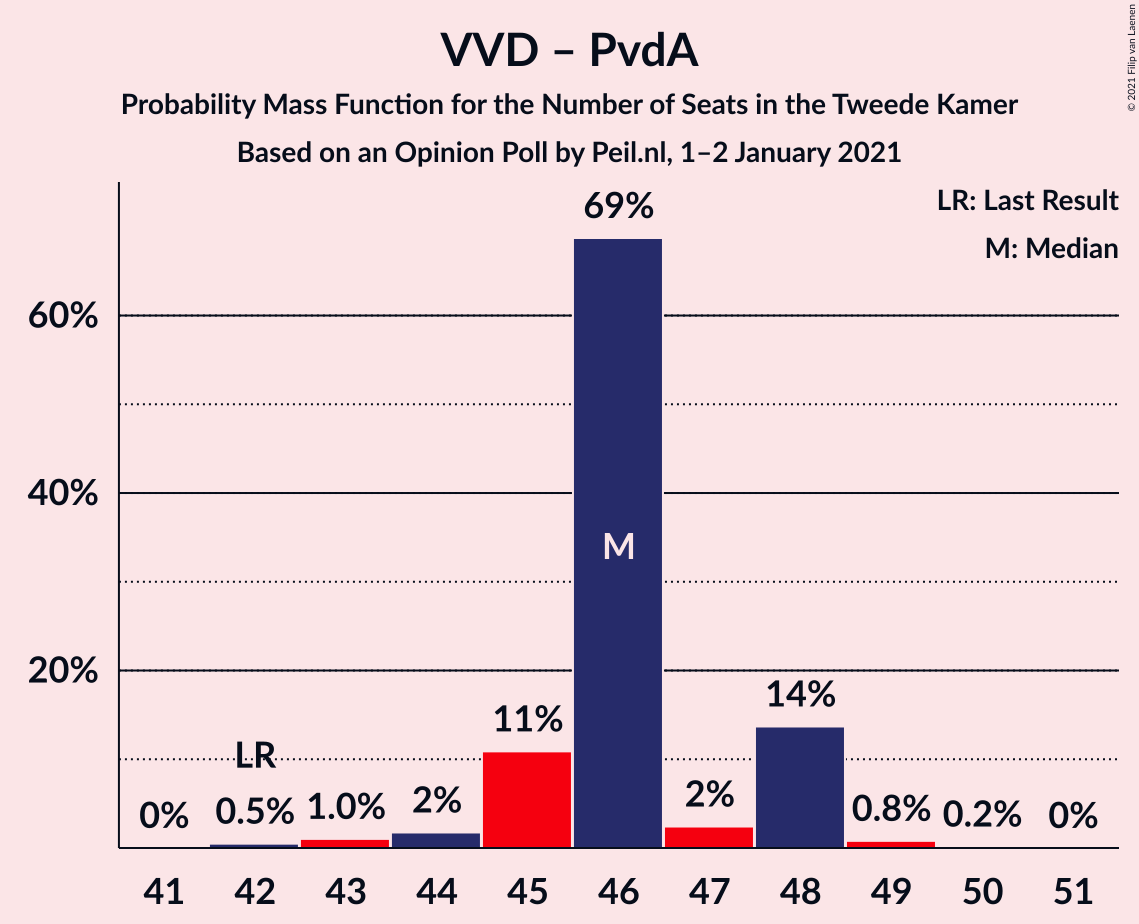 VVD – PvdA
Probability Mass Function for the Number of Seats in the Tweede Kamer
Based on an Opinion Poll by Peil.nl, 1–2 January 2021
© 2021 Filip van Laenen
LR: Last Result
M: Median
60%
40%
20%
0%
LR
0.5%
1.0%
2%
11%
69%
M
2%
14%
0.8%
0.2%
0%
41 42 43 44 45 46 47 48 49 50 51